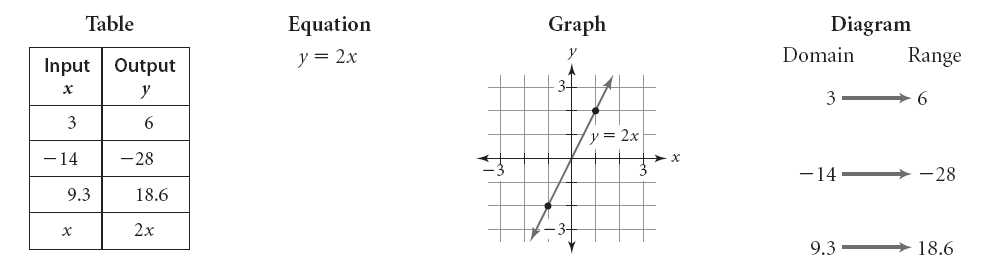 Table
Input Output
x y
3 6
−14 −28
9.3 18.6
x 2x
Equation
y = 2x
Graph
y
3
y = 2x
x
−3 3
−3
Diagram
Domain Range
3 6
−14 −28
9.3 18.6